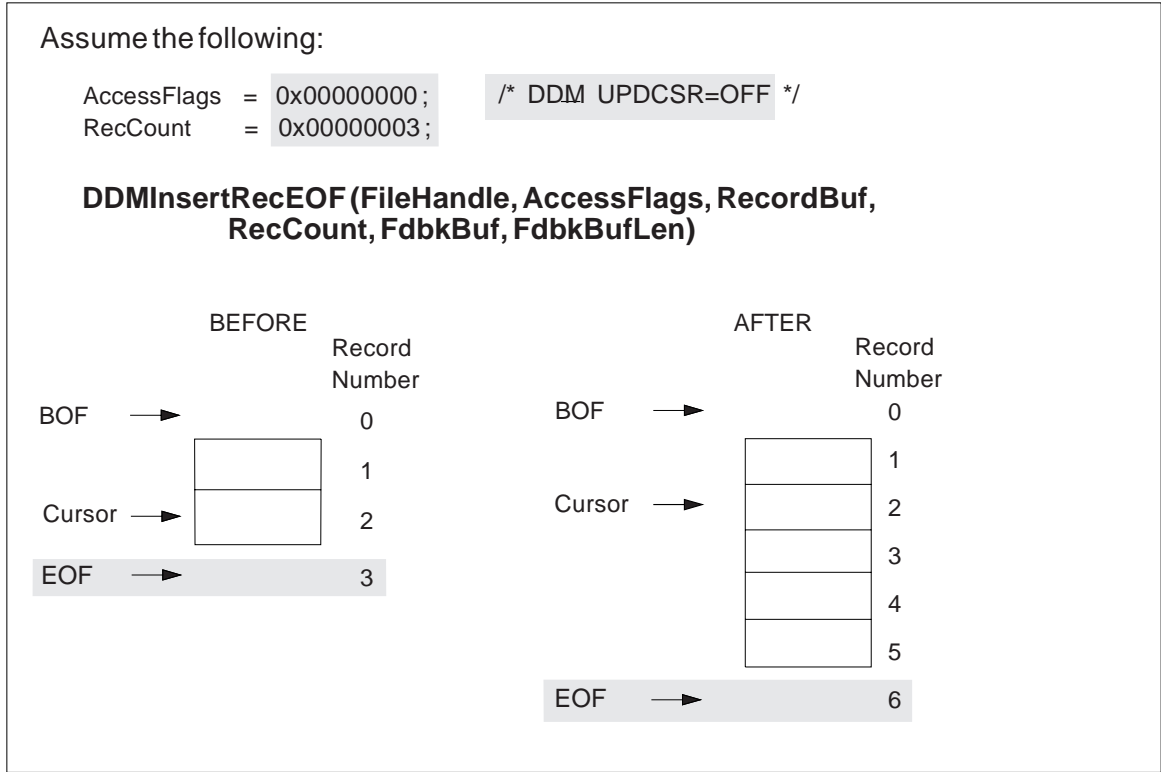 Assume the following:
AccessFlags = 0x00000000; /* DDM_UPDCSR=OFF */
RecCount = 0x00000003;
DDMInsertRecEOF (FileHandle, AccessFlags, RecordBuf,
RecCount, FdbkBuf, FdbkBufLen)
BEFORE
Record
Number
BOF 0
1
Cursor 2
EOF 3
AFTER
Record
Number
BOF 0
1
Cursor 2
3
4
5
EOF 6